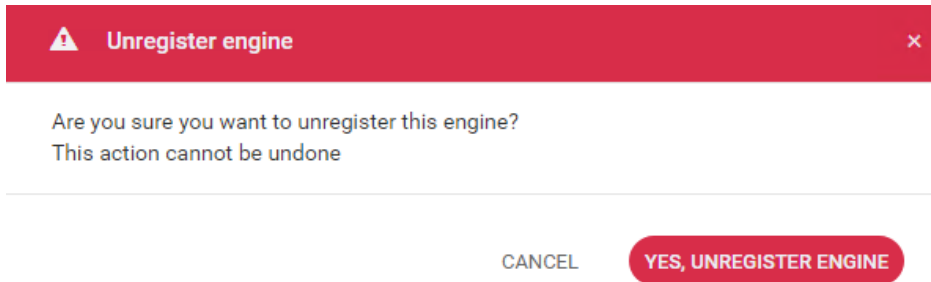 Unregister engine
Are you sure you want to unregister this engine?
This action cannot be undone
CANCEL YES, UNREGISTER ENGINE